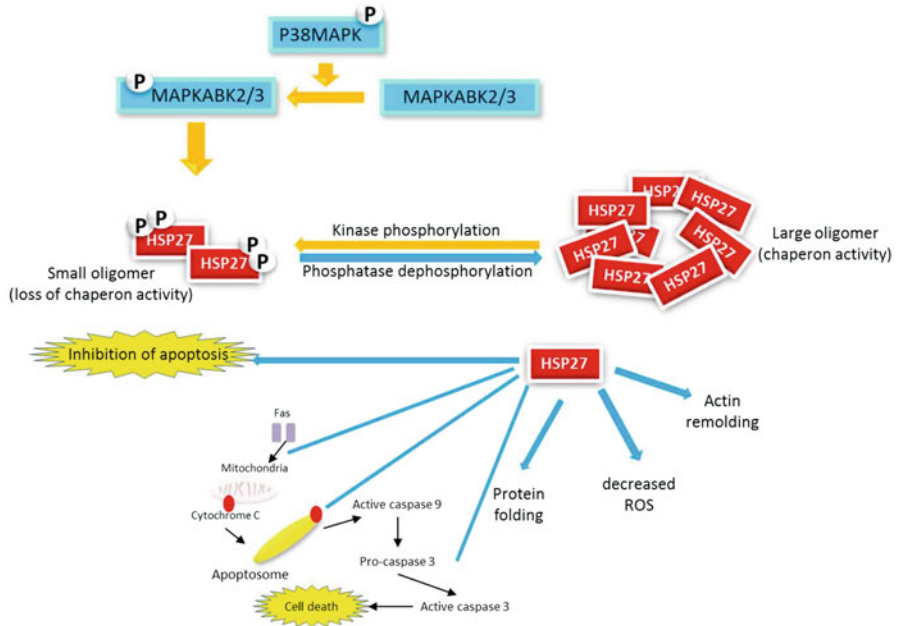 P
P38MAPK
P
MAPKABK2/3
MAPKABK2/3
P
P
HSP27
P
HSP27
P
Small oligomer
(loss of chaperon activity)
Kinase phosphorylation
Phosphatase dephosphorylation
HSP27
HSP27
HSP27
HSP27
HSP27
HSP27
HSP27
Large oligomer
(chaperon activity)
Inhibition of apoptosis
HSP27
Actin
remolding
decreased
ROS
Protein
folding
Fas
Mitochondria
Cytochrome C
Apoptosome
Active caspase 9
Pro-caspase 3
Active caspase 3
Cell death